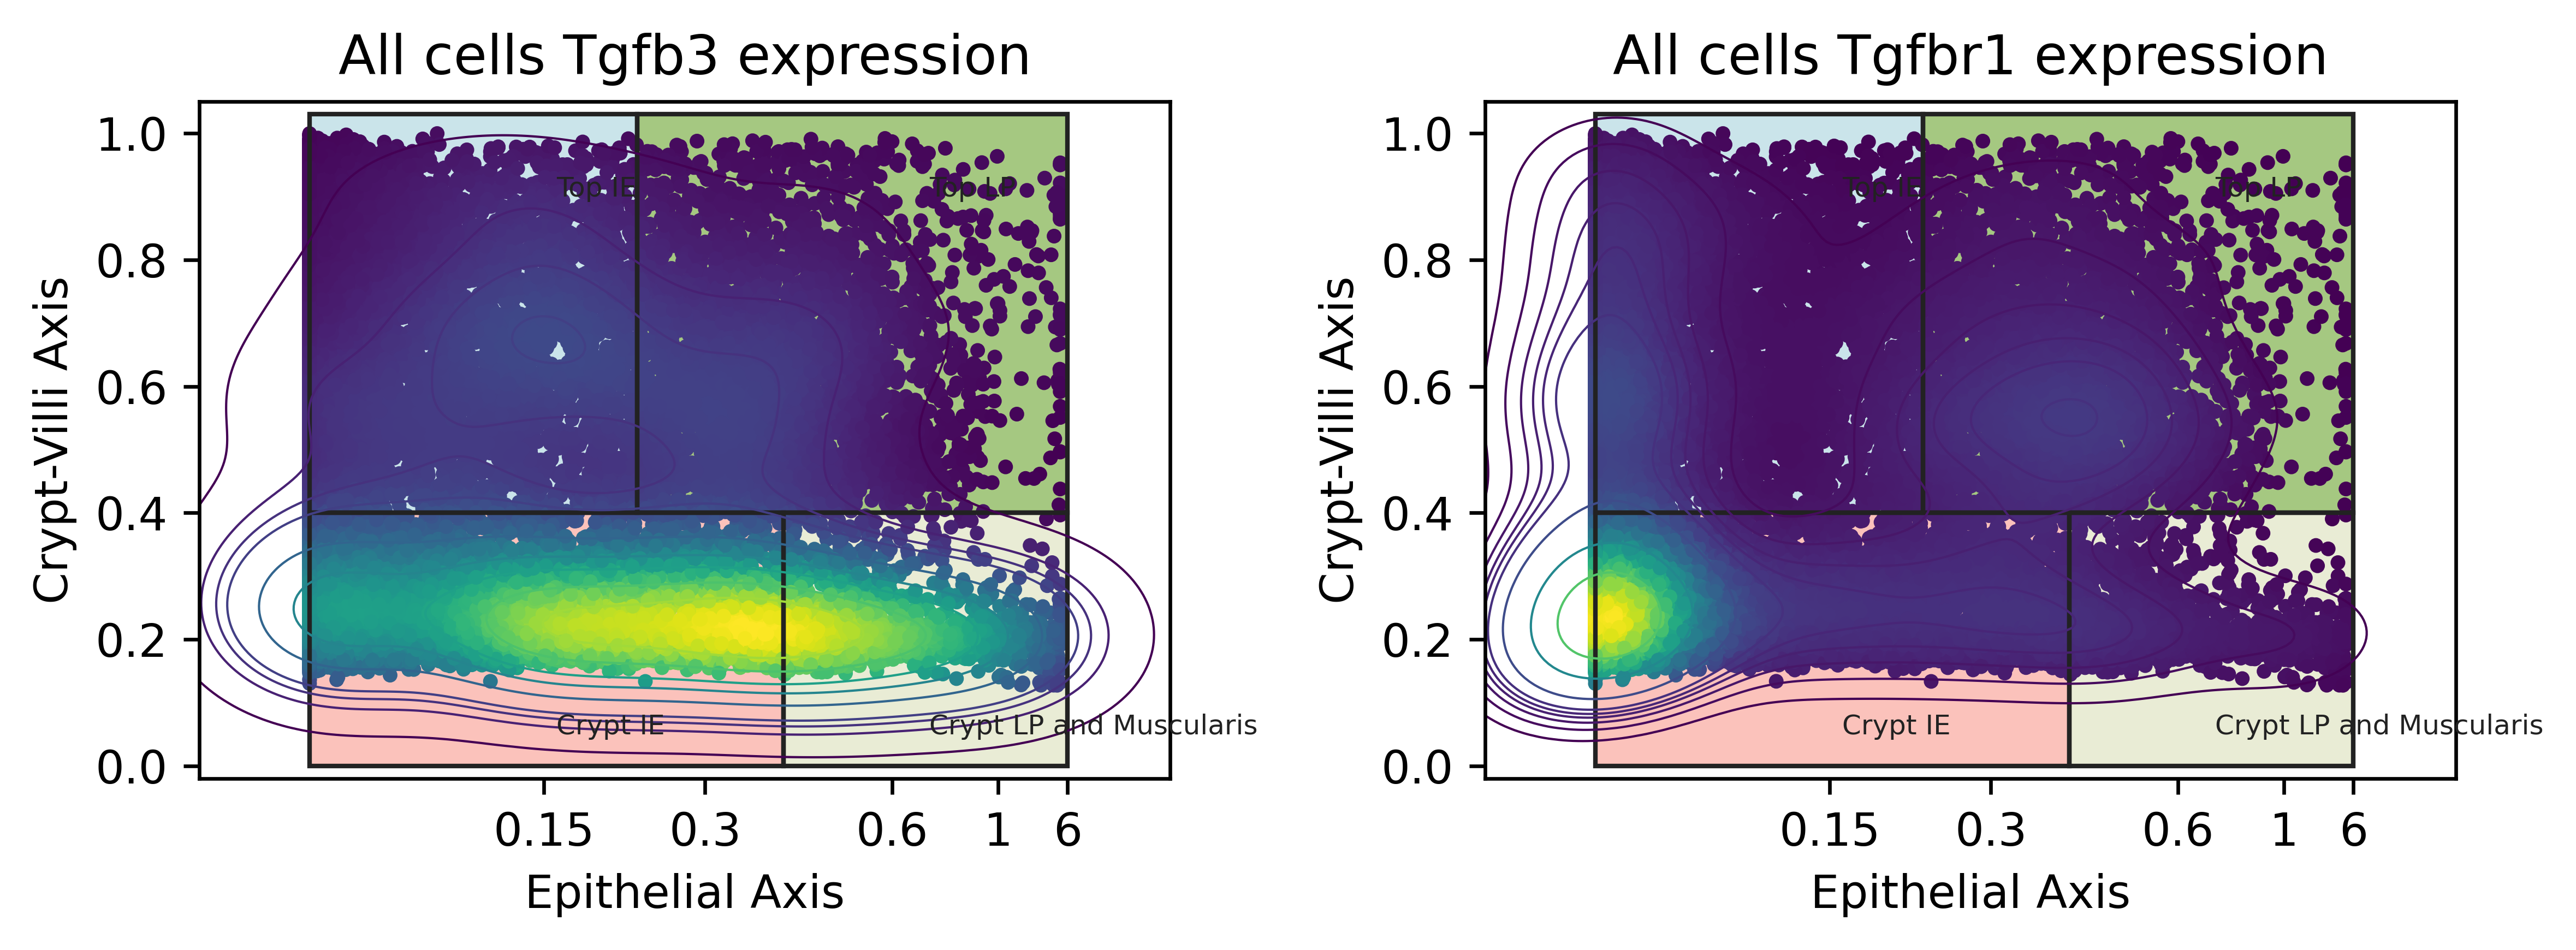 All cells Tgfb3 expression
Crypt-Villi Axis
1.0
0.8
0.6
0.4
0.2
0.0
Top IE
Top LP
Crypt IE
Crypt LP and Muscularis
0.15 0.3 0.6 1 6
Epithelial Axis
All cells Tgfbr1 expression
Crypt-Villi Axis
1.0
0.8
0.6
0.4
0.2
0.0
Top IE
Top LP
Crypt IE
Crypt LP and Muscularis
0.15 0.3 0.6 1 6
Epithelial Axis